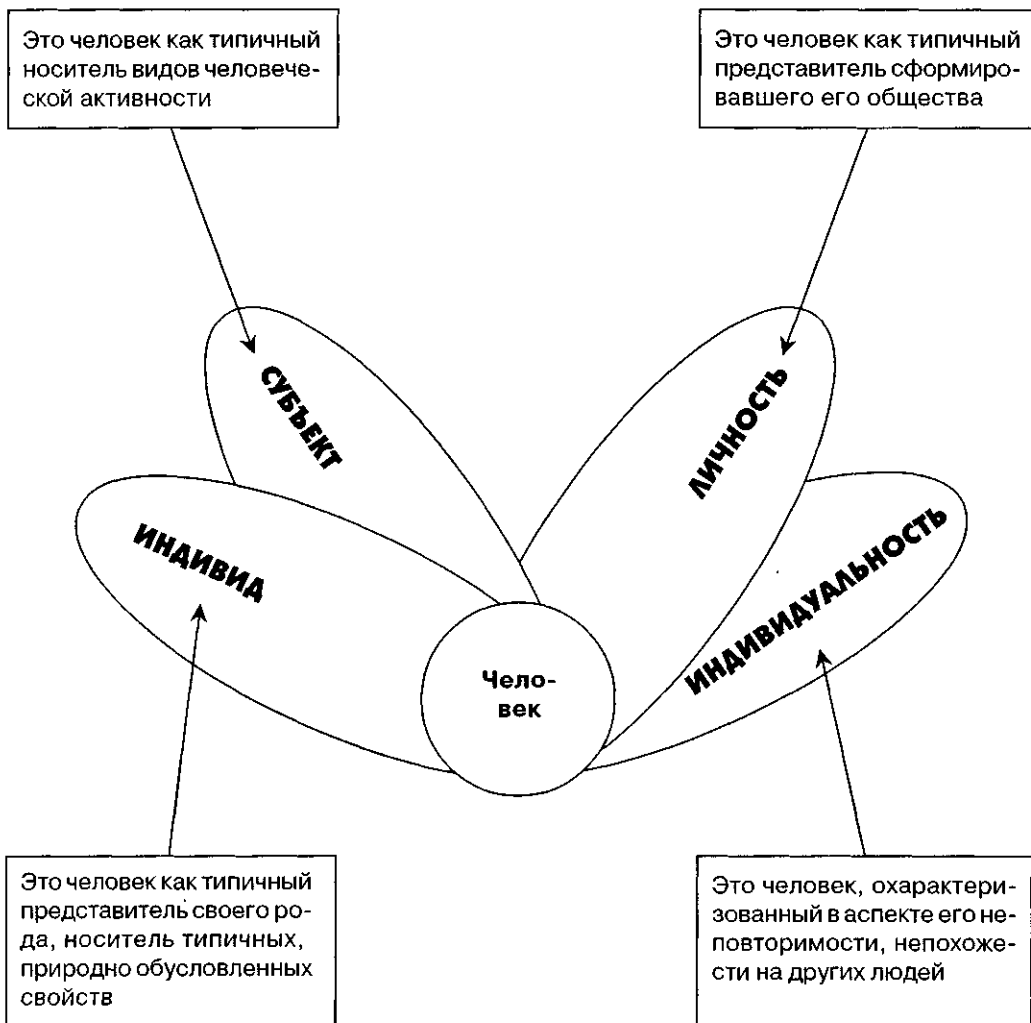 Это человек как типичный
носитель видов человече-
ской активности
Это человек как типичный
представитель сформиро-
вавшего его общества
СУБЪЕКТ
ЛИЧНОСТЬ
ИНДИВИД
ИНДИВИДУАЛЬНОСТЬ
Чело-
век
Это человек как типичный
представитель своего ро-
да, носитель типичных,
природно обусловленных
свойств
Это человек, охарактери-
зованный в аспекте его не-
повторимости, непохоже-
сти на других людей